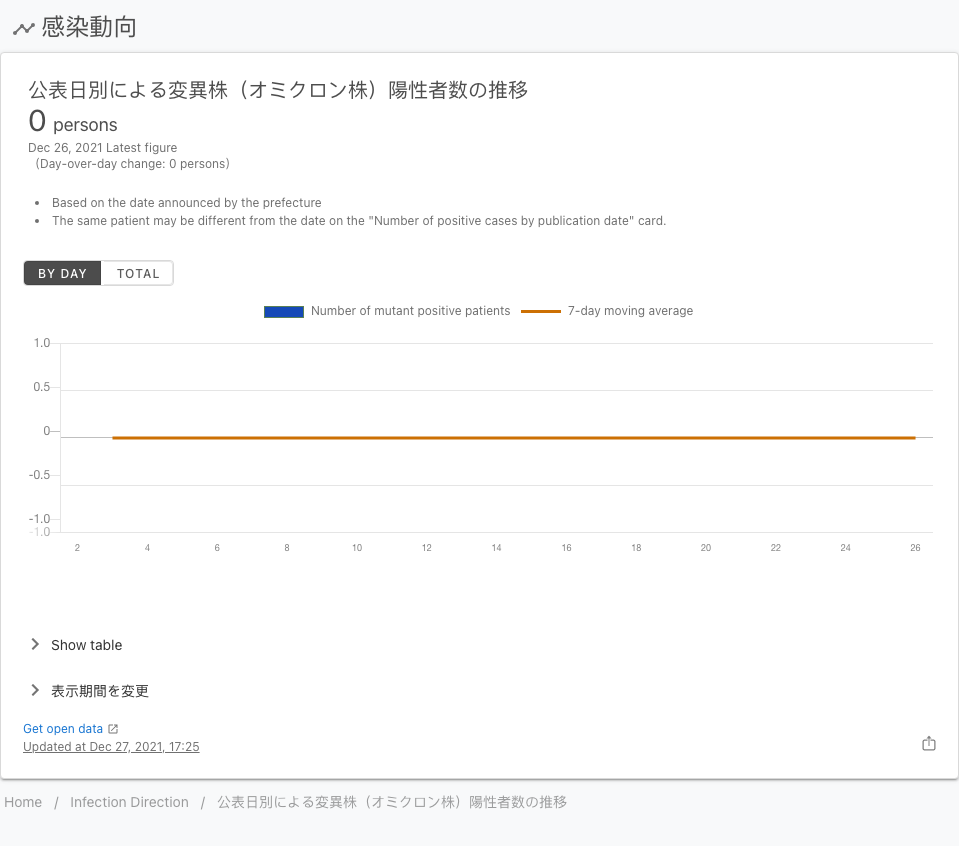 感染動向
公表日別による変異株（オミクロン株）陽性者数の推移
0 persons
Dec 26, 2021 Latest figure
（Day-over-day change: 0 persons）
• Based on the date announced by the prefecture
• The same patient may be different from the date on the "Number of positive cases by publication date" card.
BY DAY TOTAL
Number of mutant positive patients 7-day moving average
1.0
0.5
0
-0.5
-1.0
-1.0
2 4 6 8 10 12 14 16 18 20 22 24 26
Show table
表示期間を変更
Get open data
Updated at Dec 27, 2021, 17:25
Home / Infection Direction / 公表日別による変異株（オミクロン株）陽性者数の推移